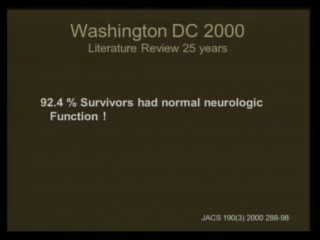 Washington DC 2000
Literature Review 25 years
92.4 % Survivors had normal neurologic
Function !
JACS 190(3) 2000 288-98